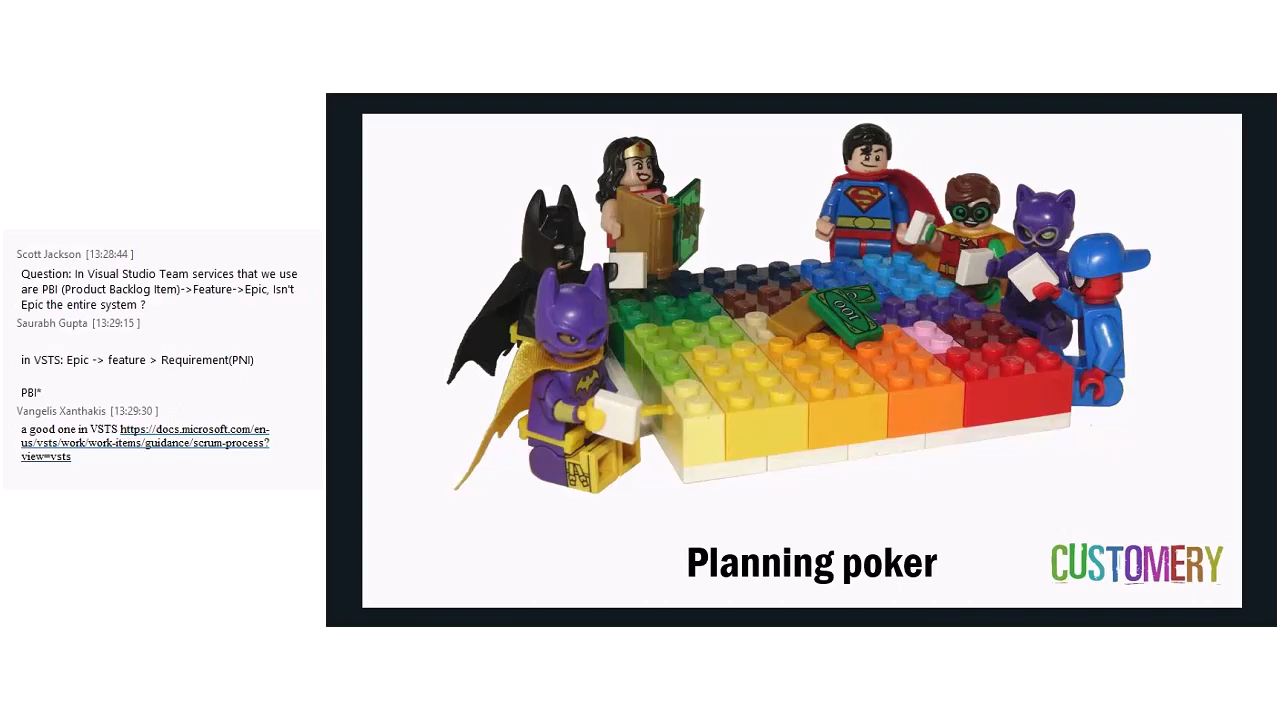 Scott Jackson [13:28:44 ]
Question: In Visual Studio Team services that we use
are PBI (Product Backlog Item)->Feature->Epic, Isn't
Epic the entire system ?
Saurabh Gupta [13:29:15 ]
in VSTS: Epic -> feature > Requirement(PNI)
PBI*
Vangelis Xanthakis [13:29:30 ]
a good one in VSTS https://docs.microsoft.com/en-
us/vsts/work/work-items/guidance/scrum-process?
view=vsts
100
Planning poker
CUSTOMERY